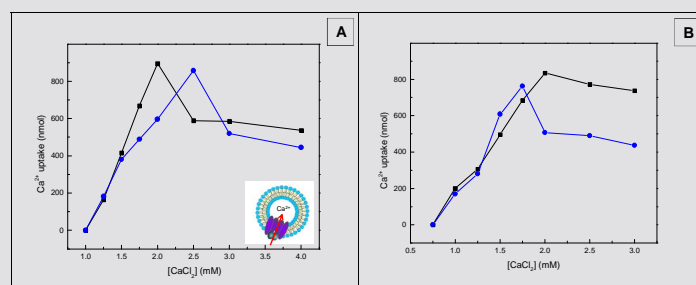 A
Ca²⁺ uptake (nmol)
800
600
400
200
0
1.0 1.5 2.0 2.5 3.0 3.5 4.0
[CaCl₂] (mM)
Ca²⁺
B
Ca²⁺ uptake (nmol)
800
600
400
200
0
0.5 1.0 1.5 2.0 2.5 3.0
[CaCl₂] (mM)